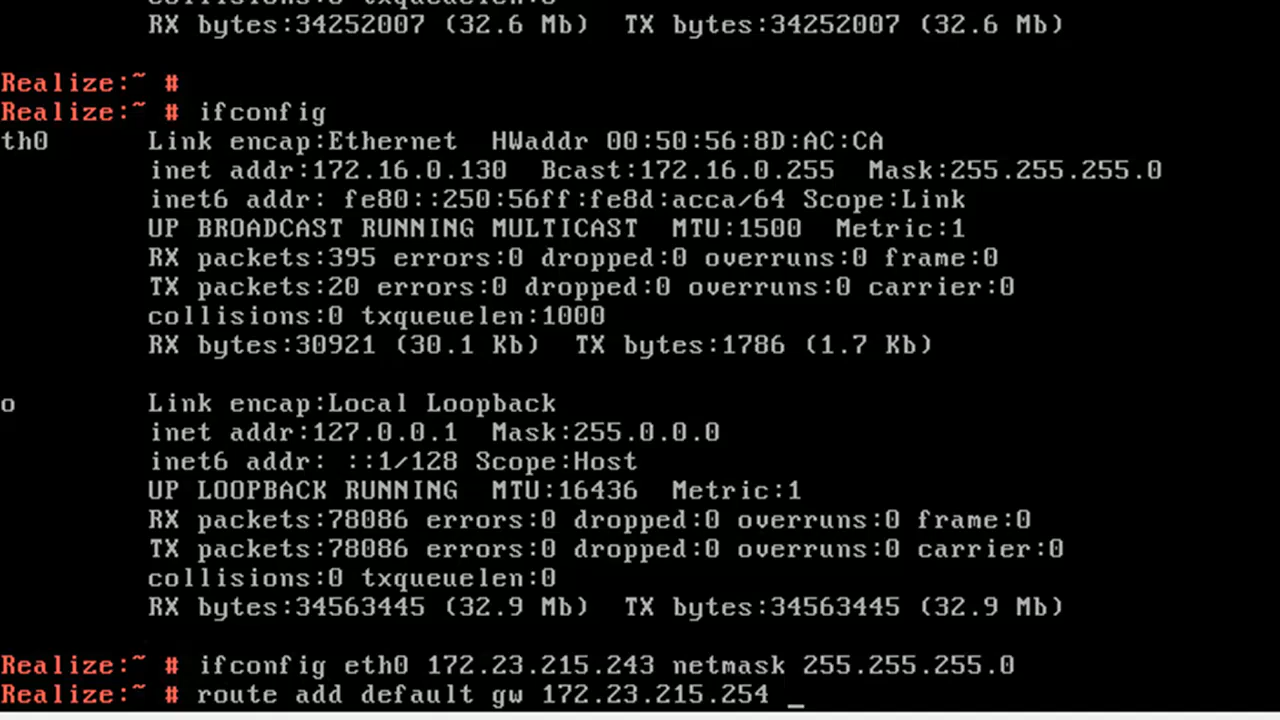 RX bytes:34252007 (32.6 Mb)  TX bytes:34252007 (32.6 Mb)
Realize:~ #
Realize:~ # ifconfig
th0 Link encap:Ethernet  HWaddr 00:50:56:8D:AC:CA
inet addr:172.16.0.130  Bcast:172.16.0.255  Mask:255.255.255.0
inet6 addr: fe80::250:56ff:fe8d:acca/64 Scope:Link
UP BROADCAST RUNNING MULTICAST  MTU:1500  Metric:1
RX packets:395 errors:0 dropped:0 overruns:0 frame:0
TX packets:20 errors:0 dropped:0 overruns:0 carrier:0
collisions:0 txqueuelen:1000
RX bytes:30921 (30.1 Kb)  TX bytes:1786 (1.7 Kb)
o Link encap:Local Loopback
inet addr:127.0.0.1  Mask:255.0.0.0
inet6 addr: ::1/128 Scope:Host
UP LOOPBACK RUNNING  MTU:16436  Metric:1
RX packets:78086 errors:0 dropped:0 overruns:0 frame:0
TX packets:78086 errors:0 dropped:0 overruns:0 carrier:0
collisions:0 txqueuelen:0
RX bytes:34563445 (32.9 Mb)  TX bytes:34563445 (32.9 Mb)
Realize:~ # ifconfig eth0 172.23.215.243 netmask 255.255.255.0
Realize:~ # route add default gw 172.23.215.254 _